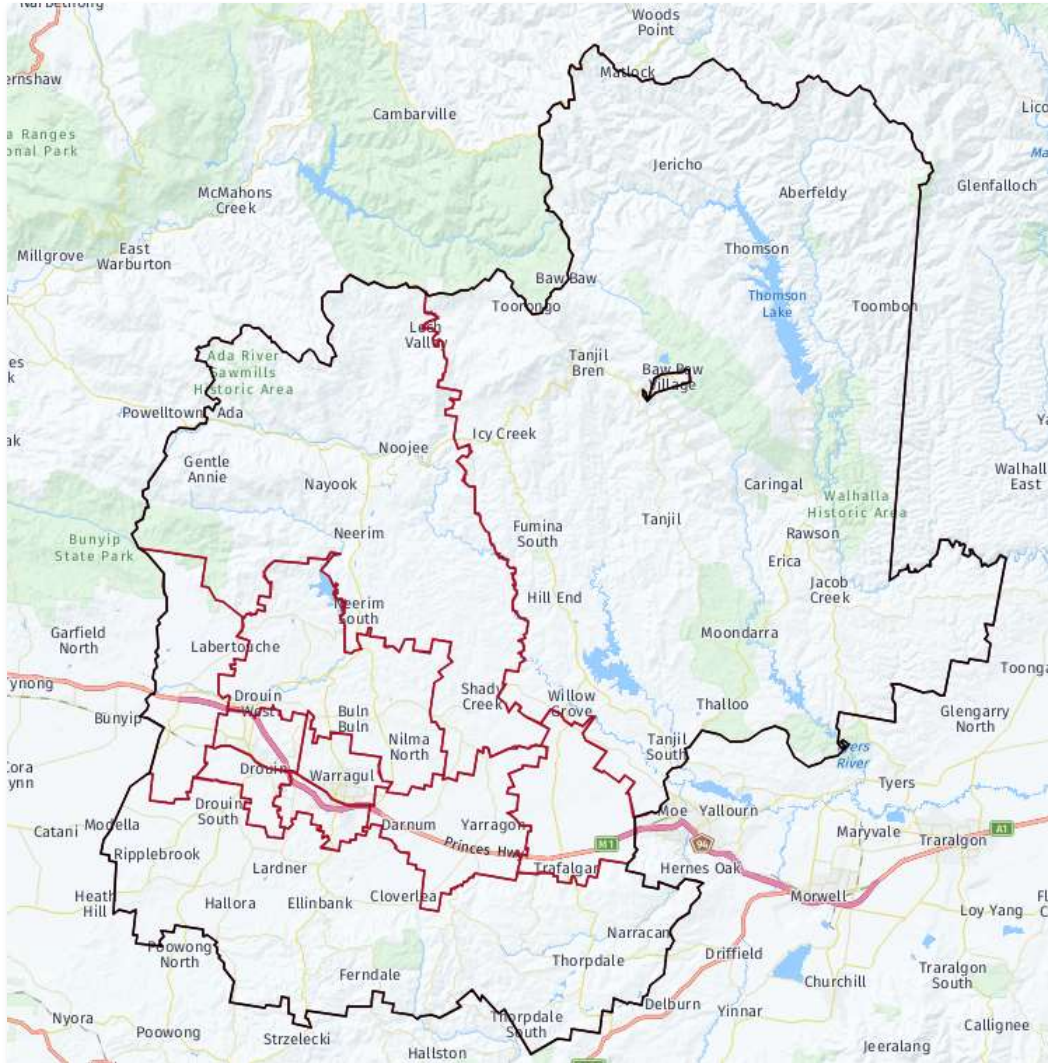 Woods
Point
Matlock
Cambarville
Jericho
Aberfeldy
Glenfalloch
McMahons
Creek
East
Warburton
Millgrove
Thomson
Baw Baw
Toorongo
Thomson
Lake
Toombon
Loch
Valley
Ada River
Sawmills
Historic Area
Tanjil
Bren
Baw Baw
Village
Powelltown
Ada
Icy Creek
Noojee
Gentle
Annie
Nayook
Caringal
Walhalla
East
Walhalla
Historic Area
Fumina
South
Tanjil
Rawson
Neerim
Bunyip
State Park
Erica
Jacob
Creek
Hill End
Neerim
South
Garfield
North
Labertouche
Moondarra
Shady
Creek
Willow
Grove
Drouin
West
Thalloo
Buln
Buln
Bunyip
Glengarry
North
Nilma
North
Tanjil
South
Drouin
Warragul
Tyers
Drouin
South
Darnum
Yarragon
Moe
Yallourn
Catani
Modella
Maryvale
Traralgon
A1
Princes Hwy
M1
Ripplebrook
Lardner
Trafalgar
Hernes Oak
Heath
Hill
Hallora
Ellinbank
Cloverlea
Morwell
Loy Yang
Narracan
Poowong
North
Driffield
Thorpdale
Ferndale
Churchill
Traralgon
South
Delburn
Yinnar
Nyora
Poowong
Strzelecki
Thorpdale
South
Callignee
Hallston
Jeeralang